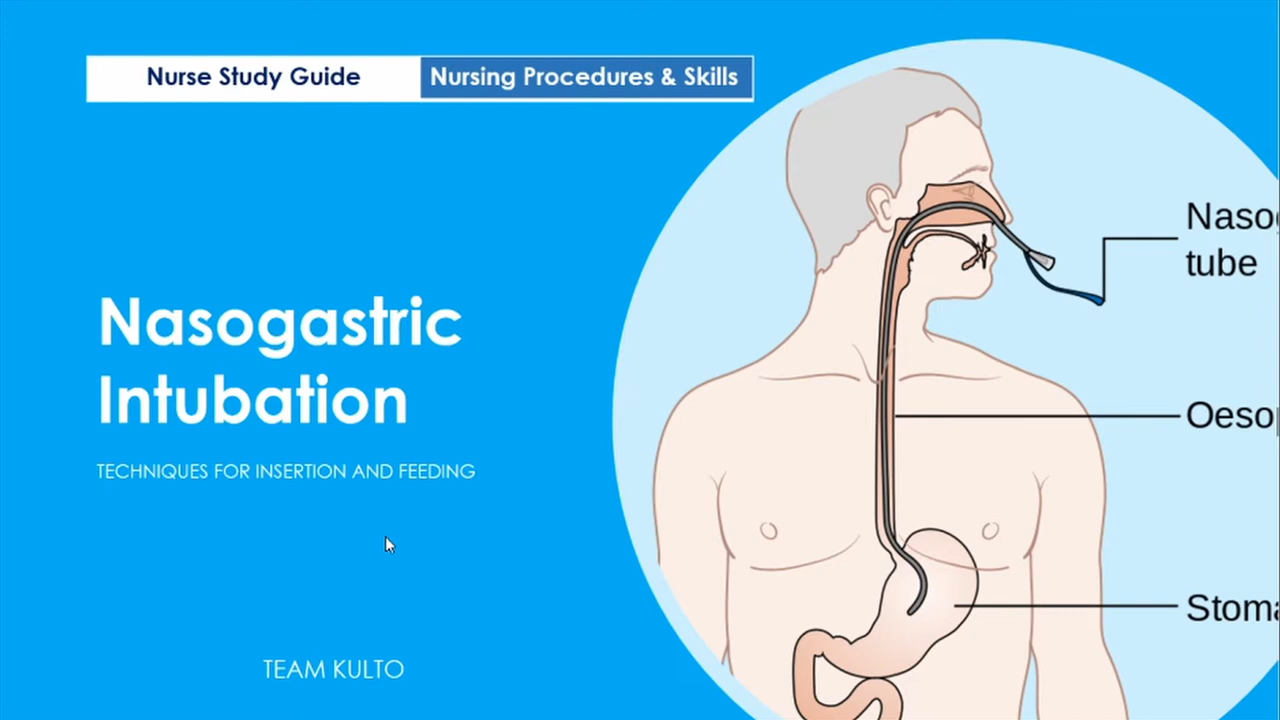 Nurse Study Guide
Nursing Procedures & Skills
Nasogastric
Intubation
TECHNIQUES FOR INSERTION AND FEEDING
TEAM KULTO
tube